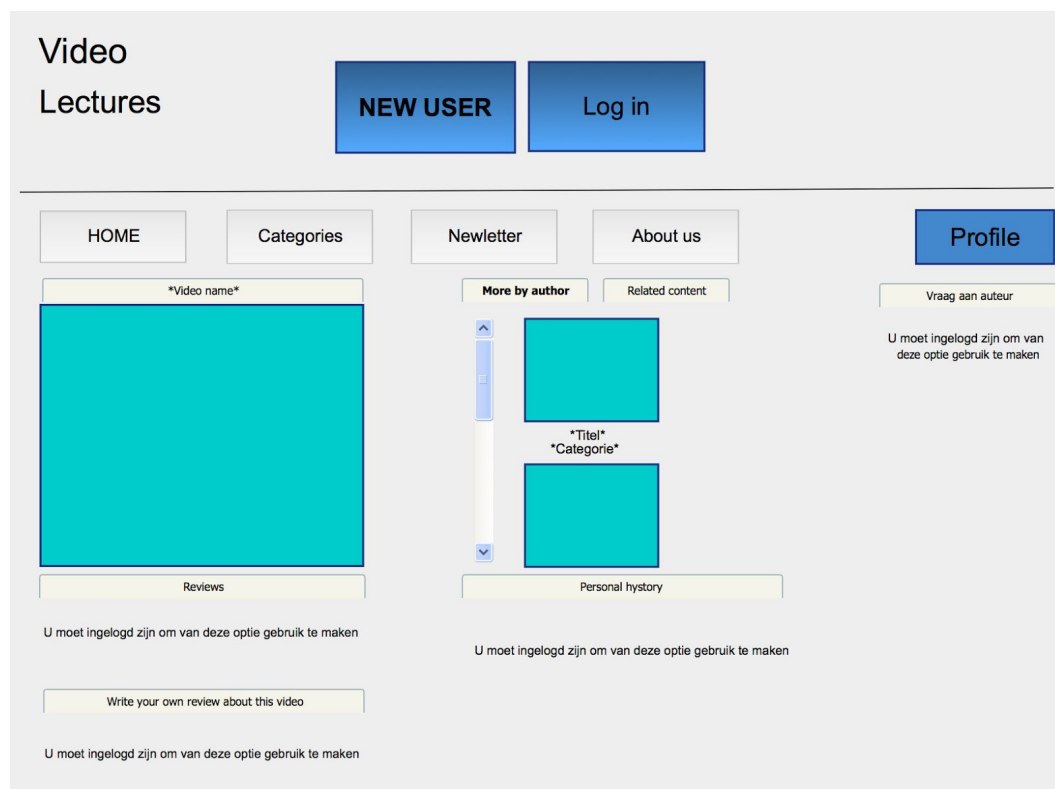 Video
Lectures
NEW USER
Log in
HOME
Categories
Newletter
About us
Profile
*Video name*
More by author
Related content
Vraag aan auteur
U moet ingelogd zijn om van
deze optie gebruik te maken
*Titel*
*Categorie*
Reviews
Personal hystory
U moet ingelogd zijn om van deze optie gebruik te maken
U moet ingelogd zijn om van deze optie gebruik te maken
Write your own review about this video
U moet ingelogd zijn om van deze optie gebruik te maken